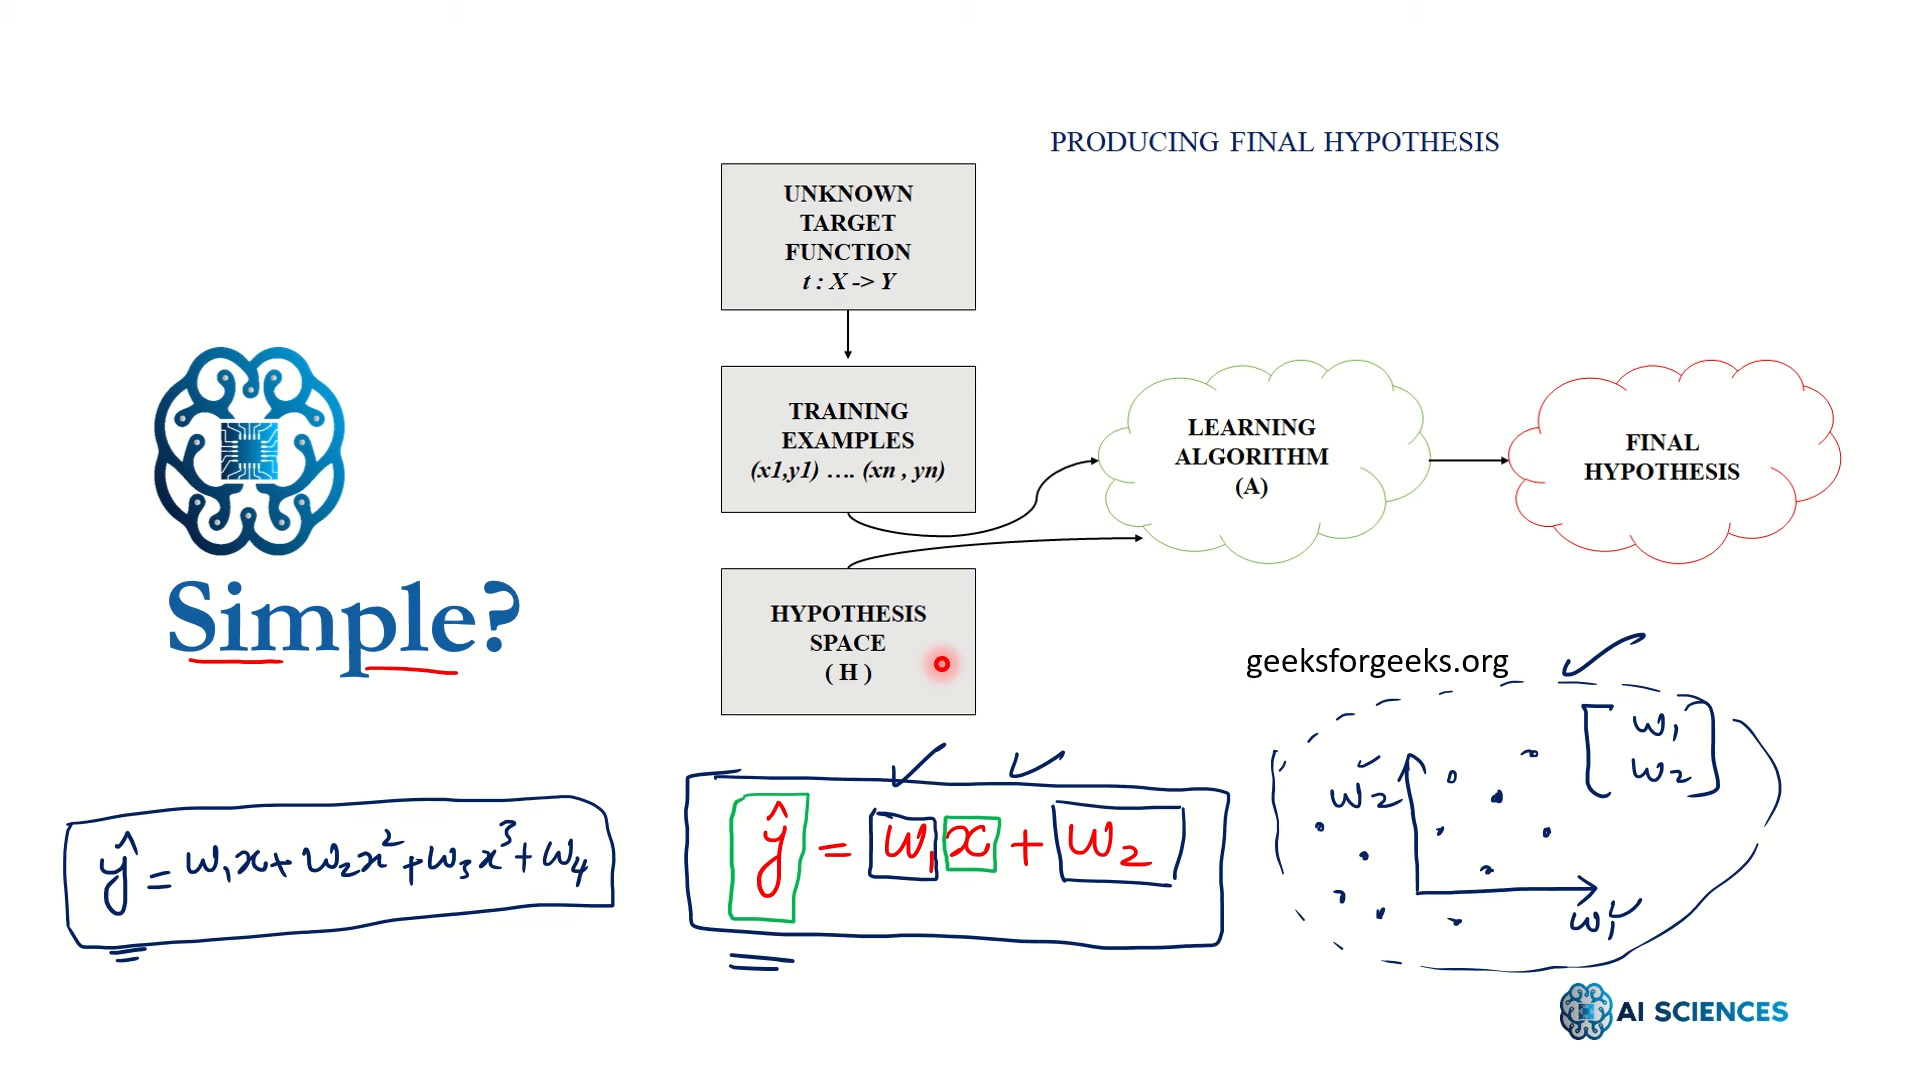 PRODUCING FINAL HYPOTHESIS
UNKNOWN
TARGET
FUNCTION
t : X -> Y
TRAINING
EXAMPLES
(x1,y1) .... (xn , yn)
LEARNING
ALGORITHM
(A)
FINAL
HYPOTHESIS
HYPOTHESIS
SPACE
( H )
Simple?
geeksforgeeks.org
ŷ = w₁x + w₂x² + w₃x³ + w₄
ŷ = w₁x + w₂
w₁
w₂
w₂
w₁
AI SCIENCES